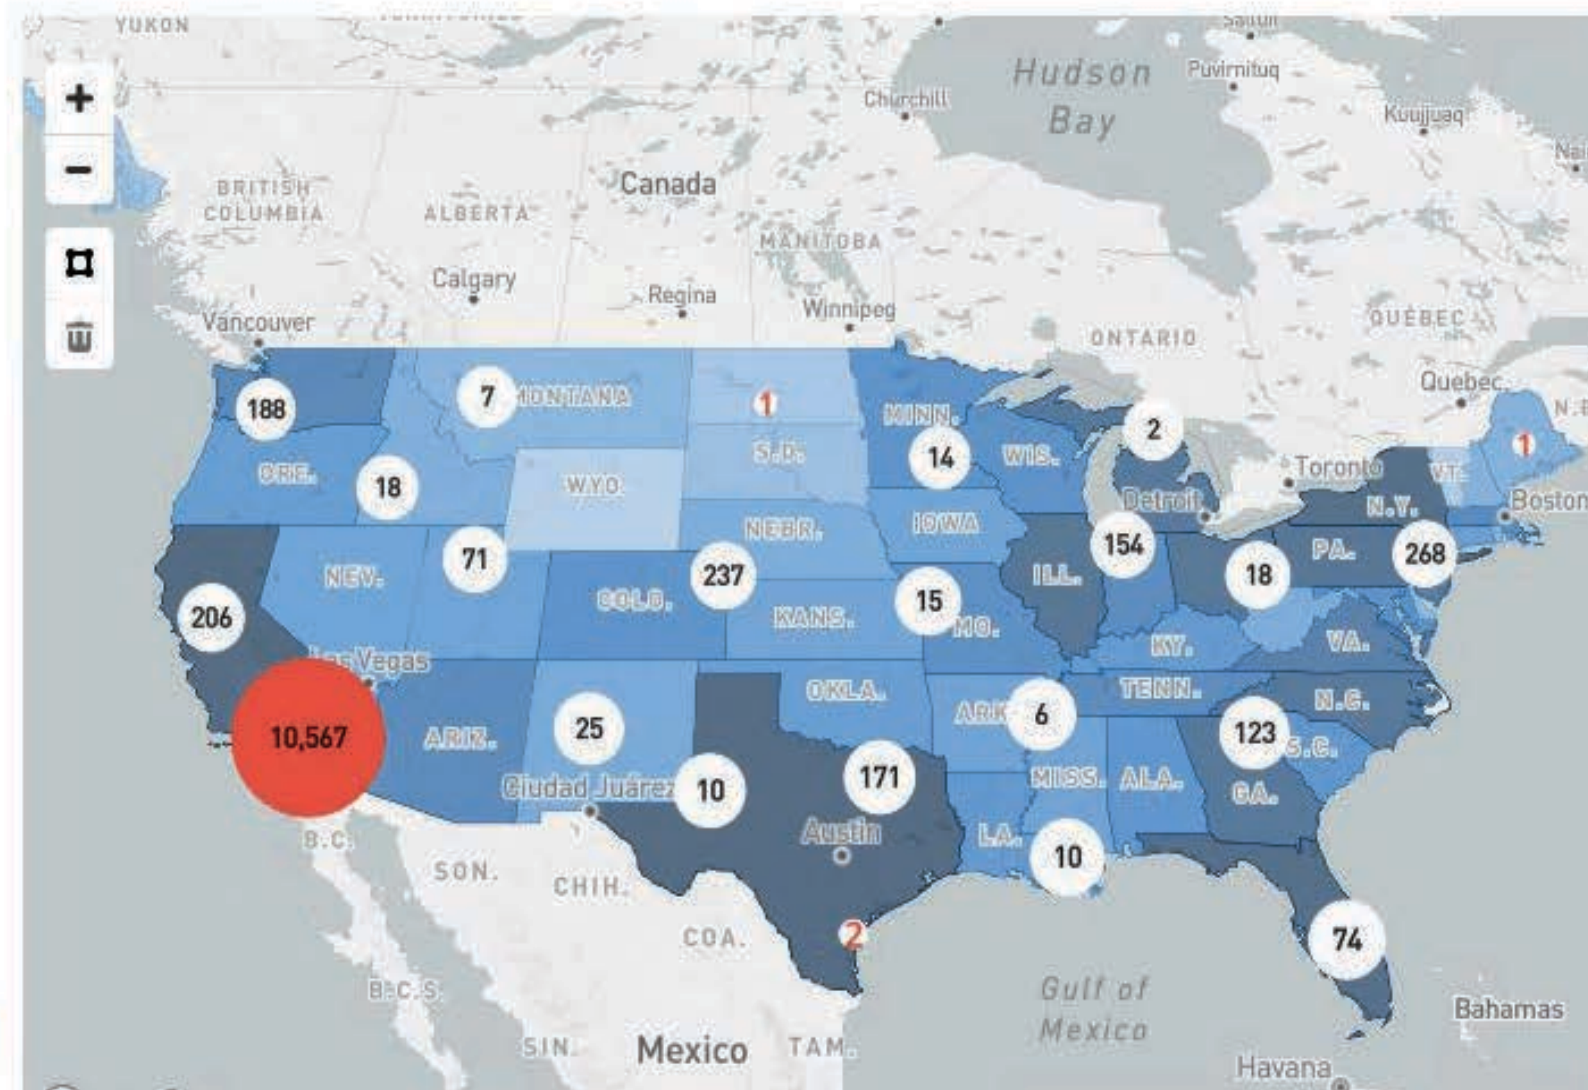 YUKON
Salluit
Hudson
Bay
Puvirnituq
Churchill
Kuujjuaq
+
−
BRITISH
COLUMBIA
ALBERTA
Canada
MANITOBA
Calgary
Regina
Winnipeg
Vancouver
ONTARIO
QUEBEC
Quebec
188
7
MONTANA
1
MINN.
2
1
ORE.
18
WYO
S.D.
14
WIS.
Toronto
VT.
Detroit
N.Y.
Boston
NEV.
71
NEBR.
IOWA
154
PA.
268
206
COLO.
237
ILL.
18
KANS.
15
MO.
KY.
VA.
Las Vegas
10,567
ARIZ.
25
OKLA.
ARK
6
TENN.
N.C.
123
S.C.
Ciudad Juárez
10
171
MISS.
ALA.
GA.
Austin
LA.
10
B.C.
SON.
CHIH.
COA.
2
74
B.C.S
Gulf of
Mexico
Bahamas
SIN.
Mexico
TAM.
Havana